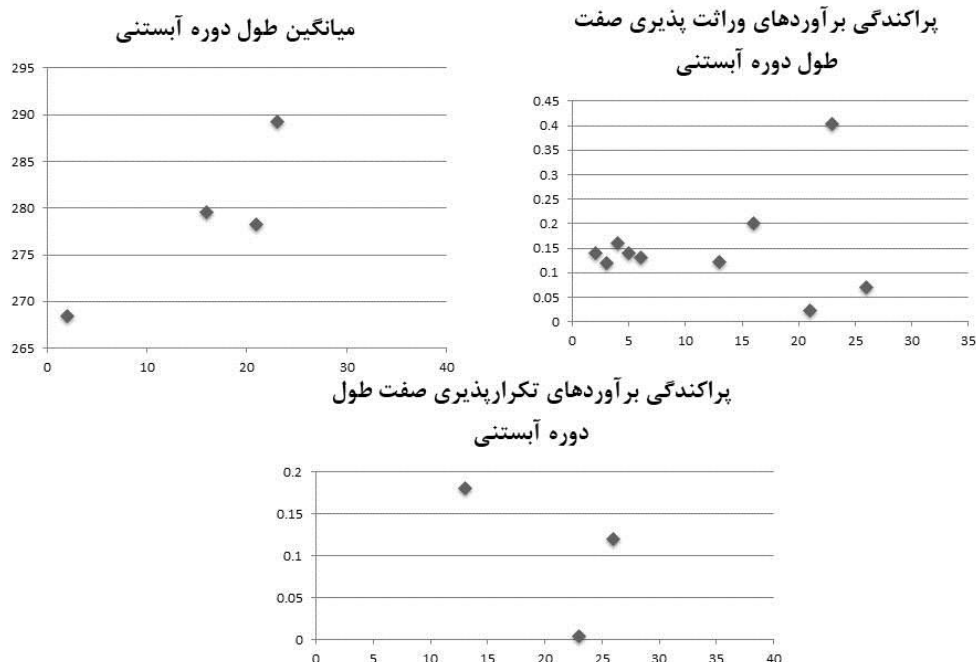 میانگین طول دوره آبستنی
295
290
285
280
275
270
265
0 10 20 30 40
پراکندگی برآوردهای وراثت پذیری صفت
طول دوره آبستنی
0.45
0.4
0.35
0.3
0.25
0.2
0.15
0.1
0.05
0
0 5 10 15 20 25 30 35
پراکندگی برآوردهای تکرارپذیری صفت طول
دوره آبستنی
0.2
0.15
0.1
0.05
0
0 5 10 15 20 25 30 35 40